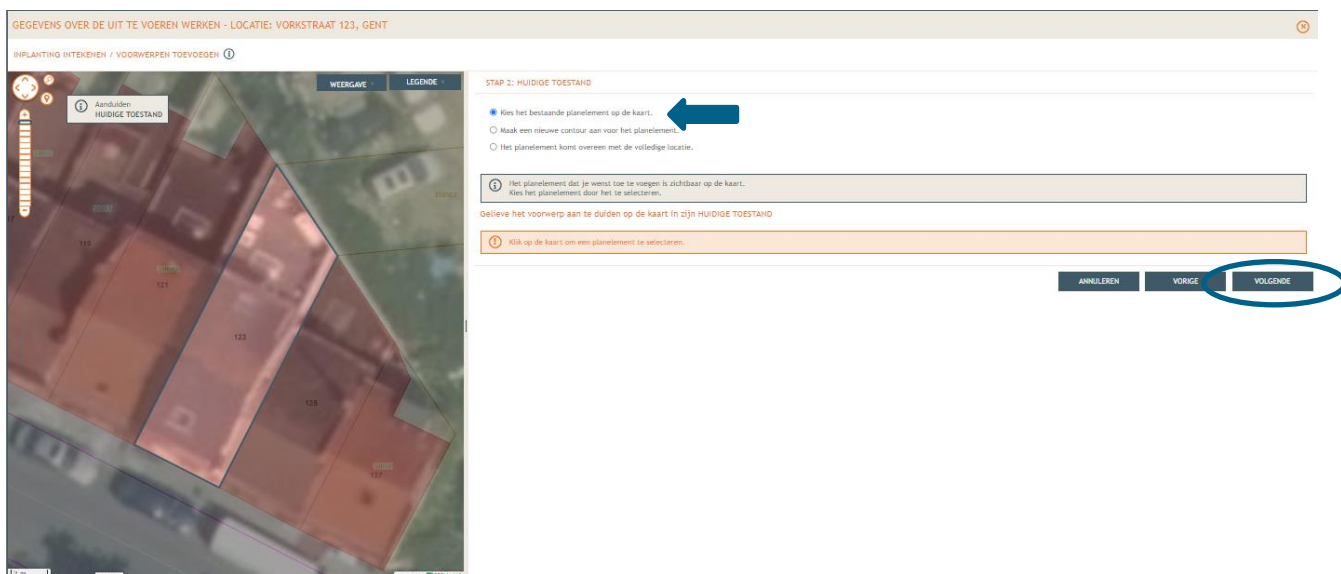 GEGEVENS OVER DE UIT TE VOEREN WERKEN - LOCATIE: VORKSTRAAT 123, GENT
INPLANTING INTEKENEN / VOORWERPEN TOEVOEGEN
WEERGAVE
LEGENDE
Aanduiden
HUIDIGE TOESTAND
STAP 2: HUIDIGE TOESTAND
Kies het bestaande planelement op de kaart.
Maak een nieuwe contour aan voor het planelement.
Het planelement komt overeen met de volledige locatie.
Het planelement dat je wenst toe te voegen is zichtbaar op de kaart.
Kies het planelement door het te selecteren.
Gelieve het voorwerp aan te duiden op de kaart in zijn HUIDIGE TOESTAND
Klik op de kaart om een planelement te selecteren.
ANNULEREN
VORIGE
VOLGENDE
119
121
123
125
127